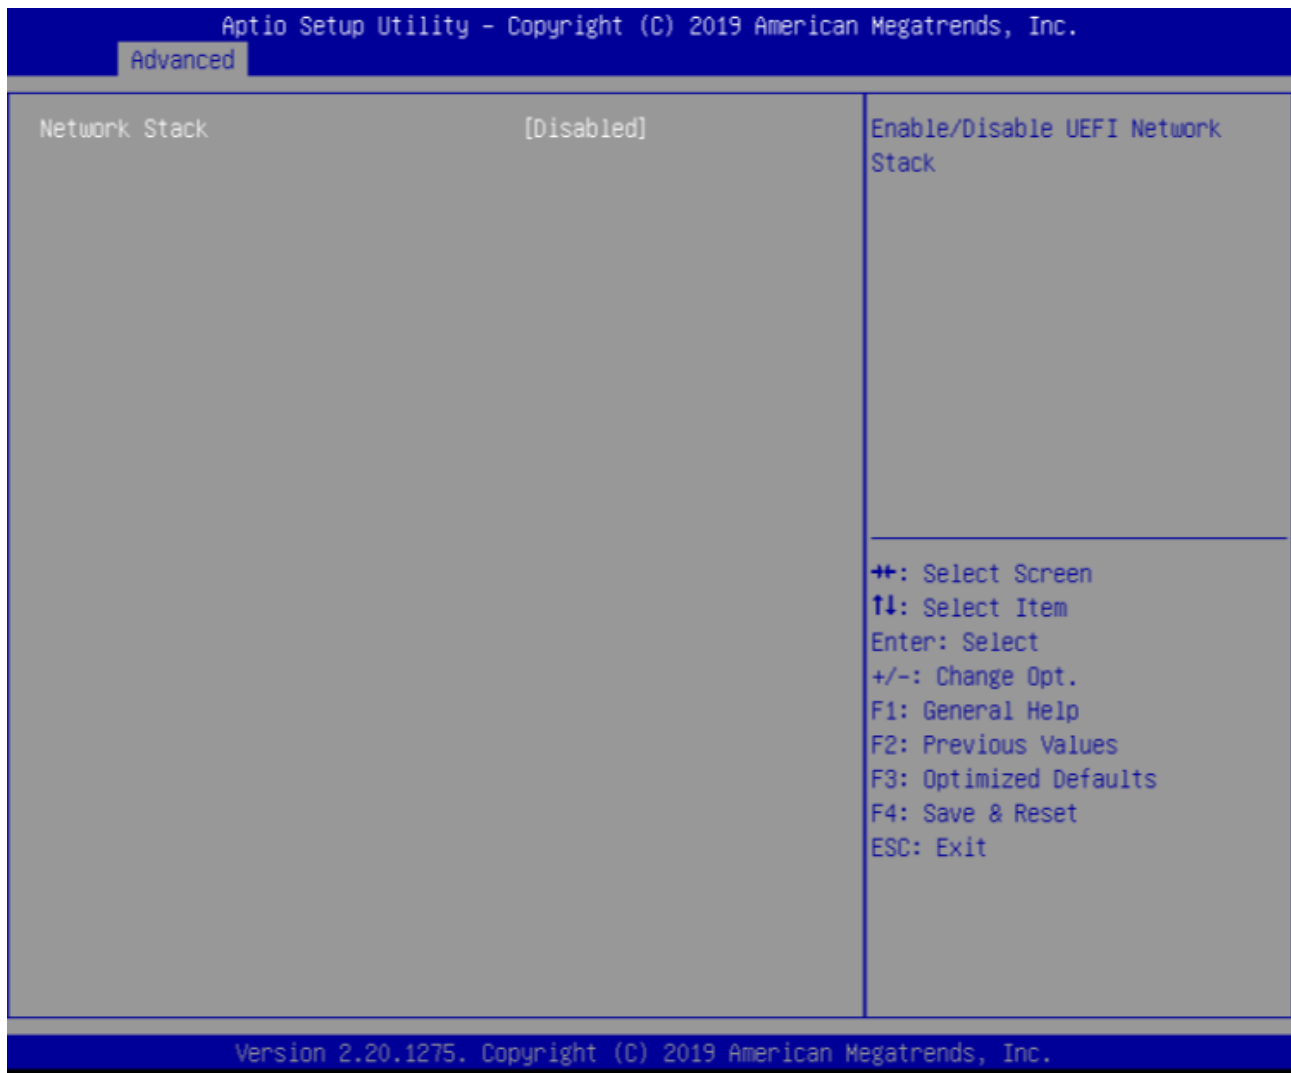 Aptio Setup Utility – Copyright (C) 2019 American Megatrends, Inc.
Advanced
Network Stack [Disabled]
Enable/Disable UEFI Network
Stack
→←: Select Screen
↑↓: Select Item
Enter: Select
+/-: Change Opt.
F1: General Help
F2: Previous Values
F3: Optimized Defaults
F4: Save & Reset
ESC: Exit
Version 2.20.1275. Copyright (C) 2019 American Megatrends, Inc.